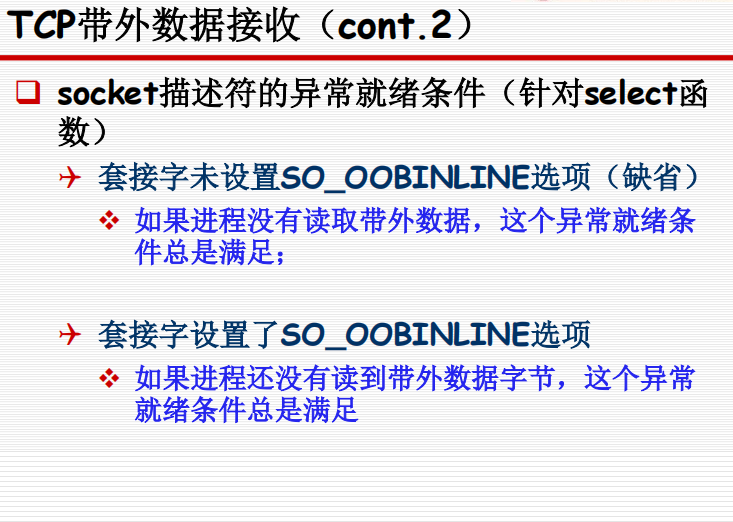 TCP带外数据接收（cont.2）
socket描述符的异常就绪条件（针对select函
数）
套接字未设置SO_OOBINLINE选项（缺省）
如果进程没有读取带外数据，这个异常就绪条
件总是满足；
套接字设置了SO_OOBINLINE选项
如果进程还没有读到带外数据字节，这个异常
就绪条件总是满足